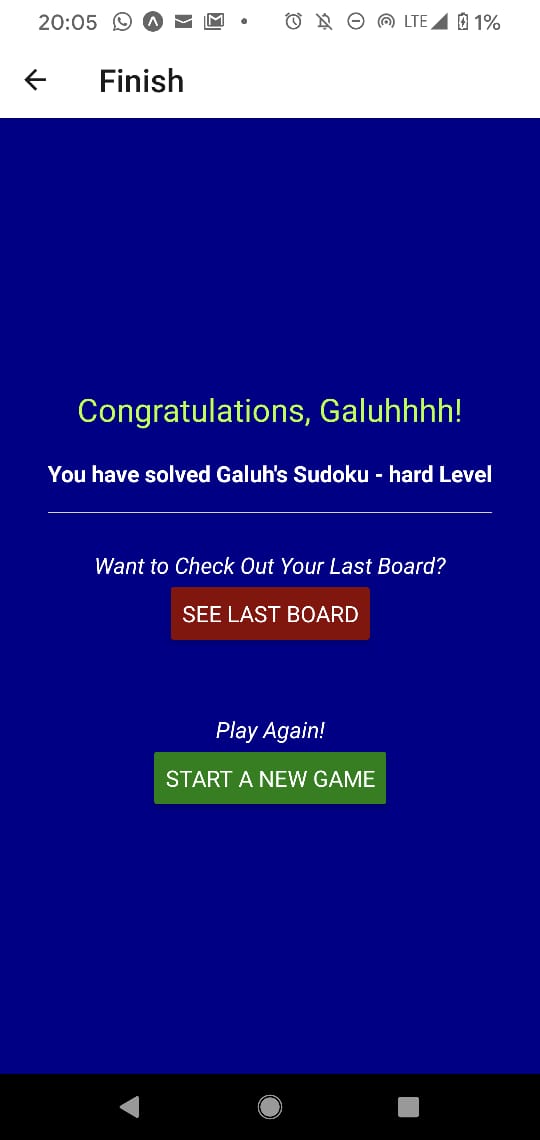 20:05 LTE 1%
Finish
Congratulations, Galuhhhh!
You have solved Galuh's Sudoku - hard Level
Want to Check Out Your Last Board?
SEE LAST BOARD
Play Again!
START A NEW GAME